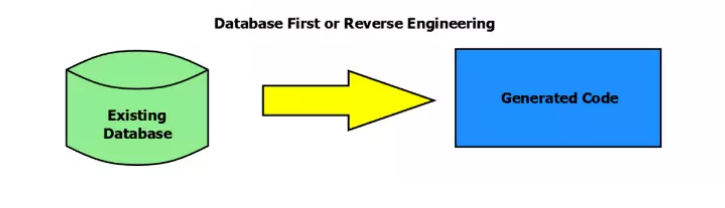 Database First or Reverse Engineering
Existing
Database
Generated Code